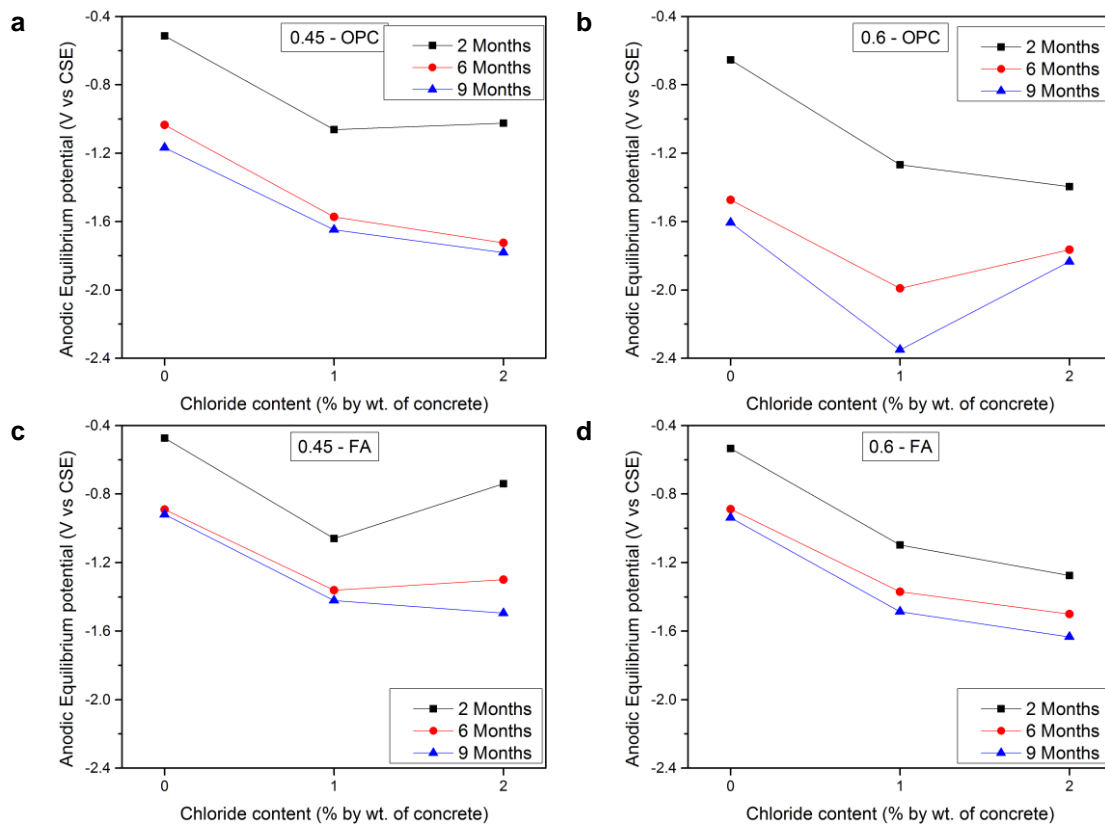 a
0.45 - OPC
2 Months
6 Months
9 Months
Anodic Equilibrium potential (V vs CSE)
-0.4
-0.8
-1.2
-1.6
-2.0
-2.4
0 1 2
Chloride content (% by wt. of concrete)
b
0.6 - OPC
2 Months
6 Months
9 Months
Anodic Equilibrium potential (V vs CSE)
-0.4
-0.8
-1.2
-1.6
-2.0
-2.4
0 1 2
Chloride content (% by wt. of concrete)
c
0.45 - FA
2 Months
6 Months
9 Months
Anodic Equilibrium potential (V vs CSE)
-0.4
-0.8
-1.2
-1.6
-2.0
-2.4
0 1 2
Chloride content (% by wt. of concrete)
d
0.6 - FA
2 Months
6 Months
9 Months
Anodic Equilibrium potential (V vs CSE)
-0.4
-0.8
-1.2
-1.6
-2.0
-2.4
0 1 2
Chloride content (% by wt. of concrete)